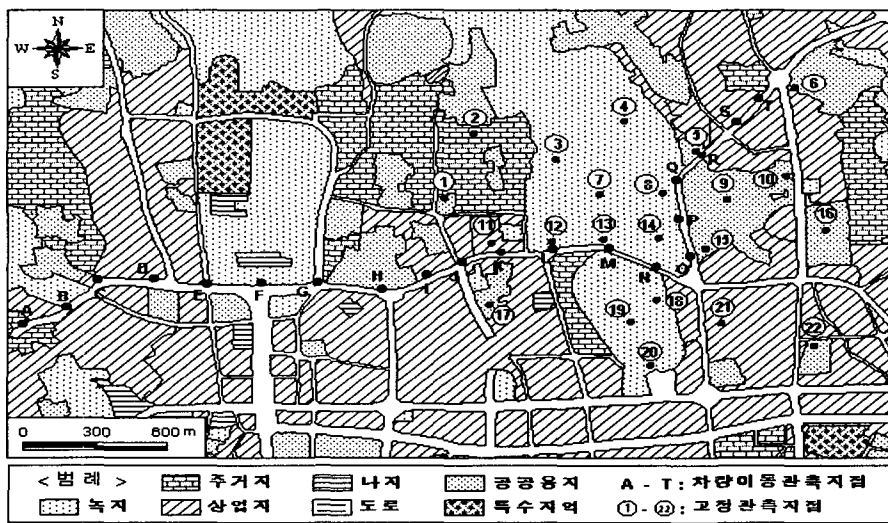 N
W E
S
① ② ③ ④ ⑤ ⑥ ⑦ ⑧ ⑨ ⑩ ⑪ ⑫ ⑬ ⑭ ⑯ ⑰ ⑱ ⑲ ⑳ ㉑ ㉒
A B E F G H I J K M N P Q R S T
0 300 600 m
< 범례 > 주거지 나지 공공용지 A - T : 차량이동관측지점
녹지 상업지 도로 특수지역 ① - ㉒ : 고정관측지점